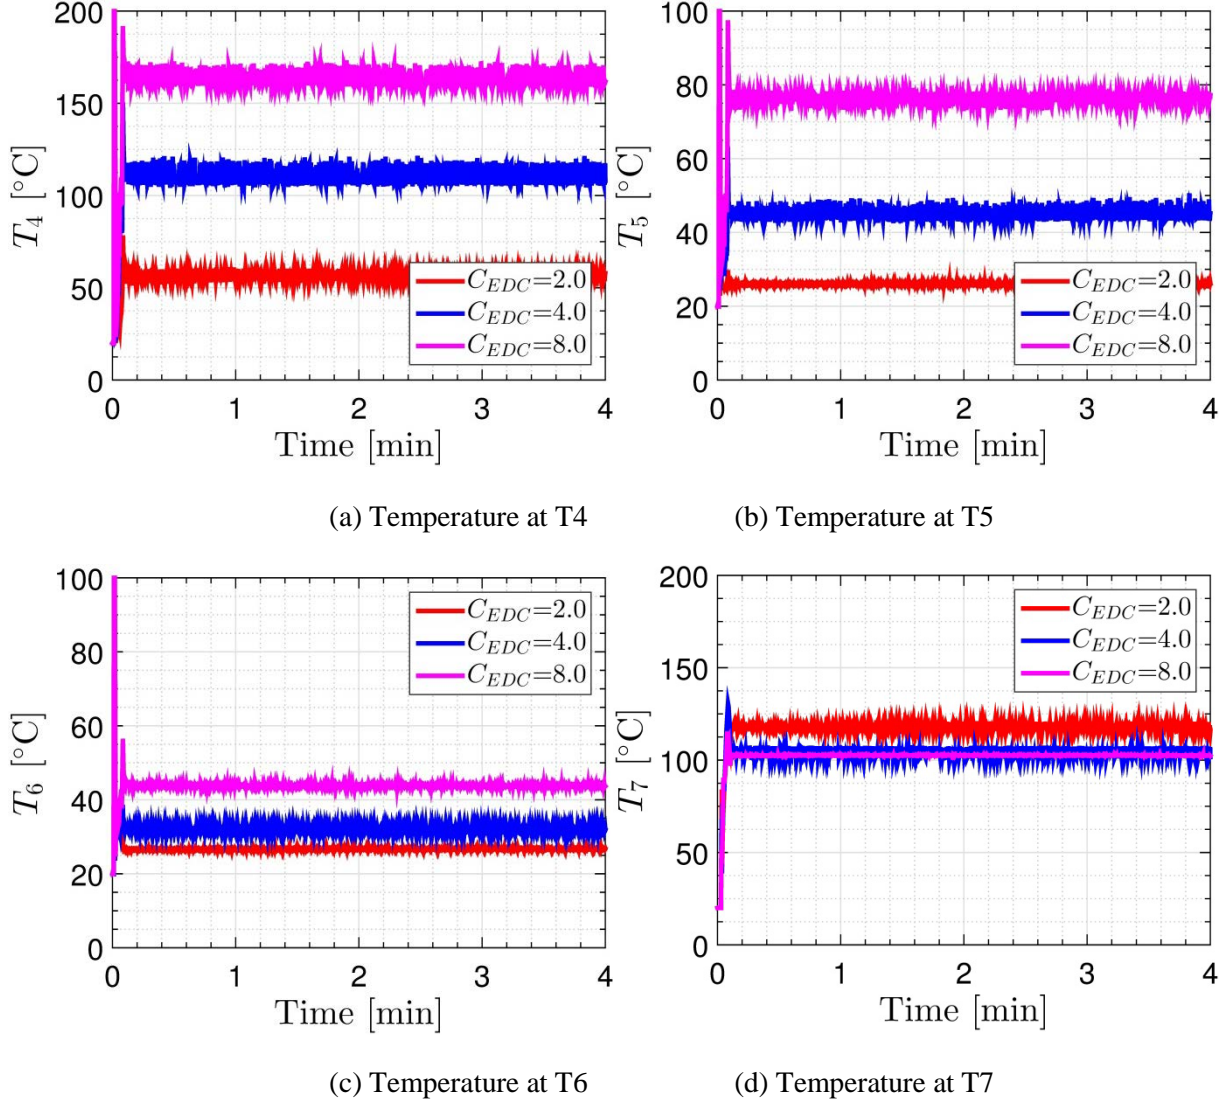 200
150
100
50
0
T4 [°C]
0 1 2 3 4
Time [min]
C_EDC=2.0
C_EDC=4.0
C_EDC=8.0
100
80
60
40
20
0
T5 [°C]
0 1 2 3 4
Time [min]
C_EDC=2.0
C_EDC=4.0
C_EDC=8.0
(a) Temperature at T4
(b) Temperature at T5
100
80
60
40
20
0
T6 [°C]
0 1 2 3 4
Time [min]
C_EDC=2.0
C_EDC=4.0
C_EDC=8.0
200
150
100
50
0
T7 [°C]
0 1 2 3 4
Time [min]
C_EDC=2.0
C_EDC=4.0
C_EDC=8.0
(c) Temperature at T6
(d) Temperature at T7